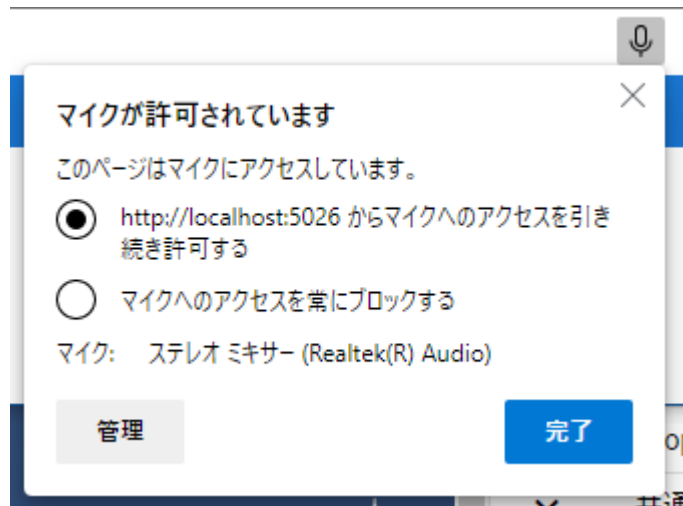 マイクが許可されています
このページはマイクにアクセスしています。
http://localhost:5026 からマイクへのアクセスを引き
続き許可する
マイクへのアクセスを常にブロックする
マイク: ステレオ ミキサー (Realtek(R) Audio)
管理
完了